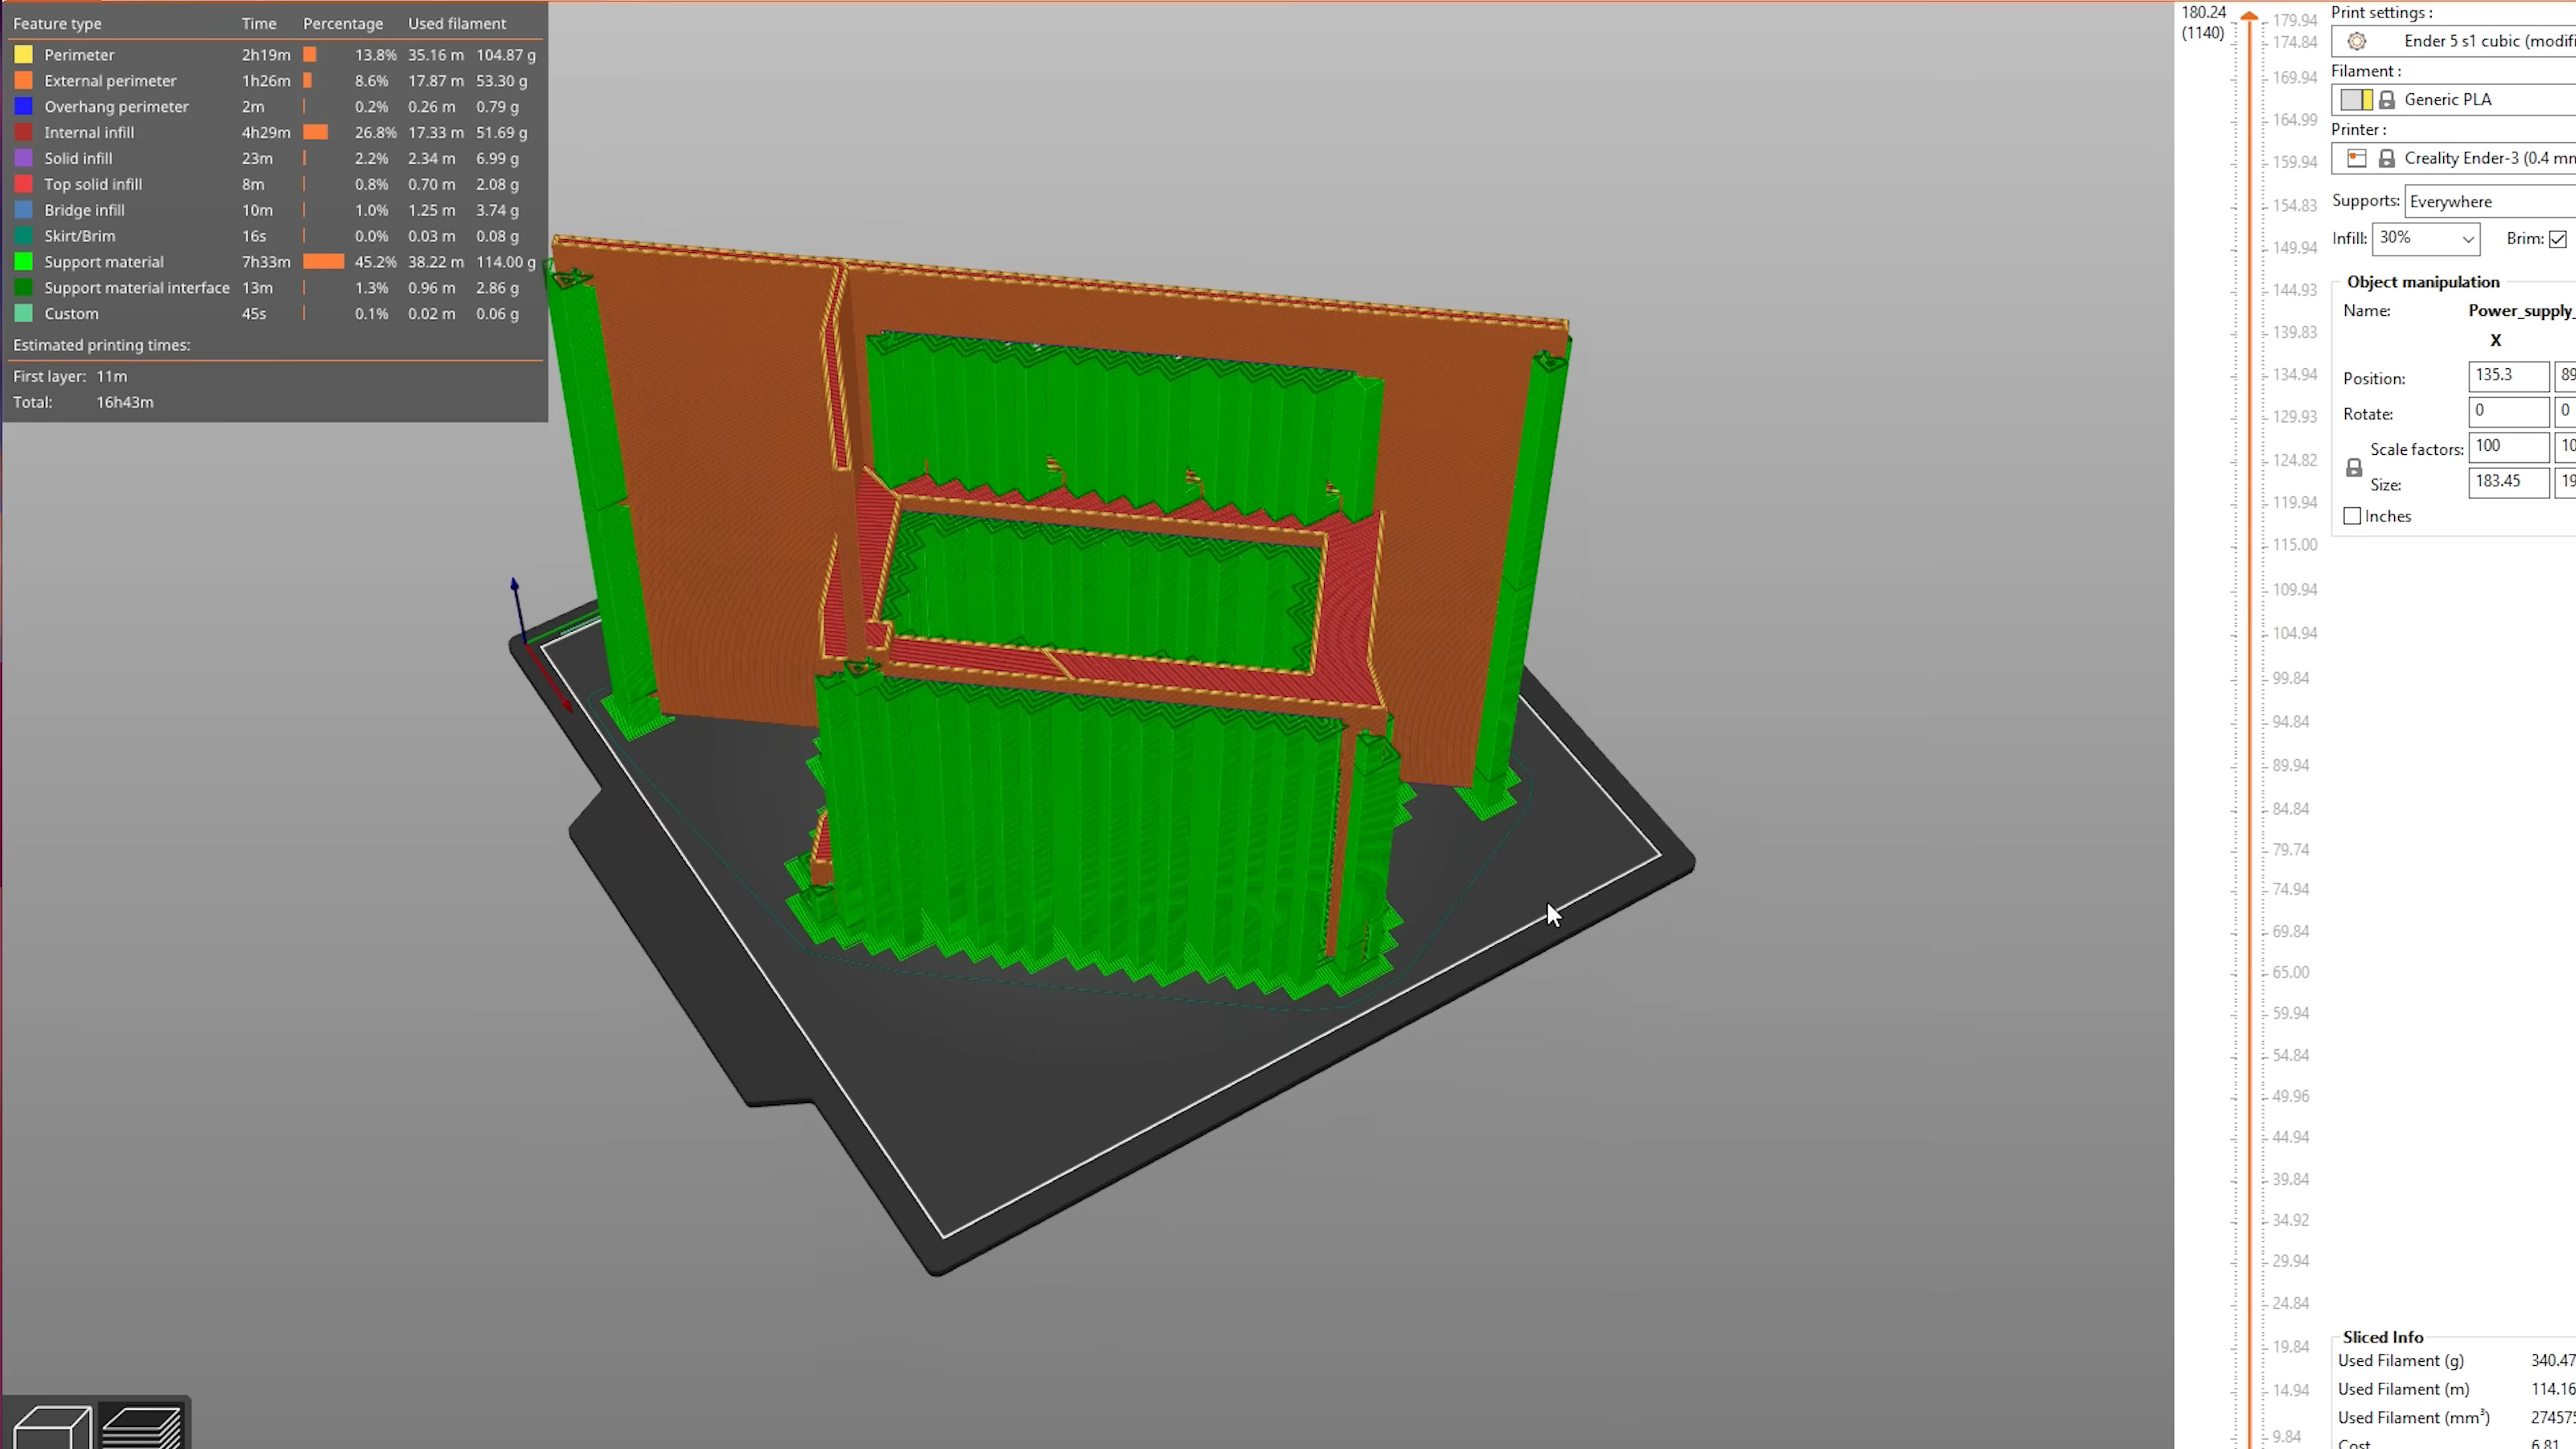 Feature type Time Percentage Used filament
Perimeter 2h19m 13.8% 35.16 m 104.87 g
External perimeter 1h26m 8.6% 17.87 m 53.30 g
Overhang perimeter 2m 0.2% 0.26 m 0.79 g
Internal infill 4h29m 26.8% 17.33 m 51.69 g
Solid infill 23m 2.2% 2.34 m 6.99 g
Top solid infill 8m 0.8% 0.70 m 2.08 g
Bridge infill 10m 1.0% 1.25 m 3.74 g
Skirt/Brim 16s 0.0% 0.03 m 0.08 g
Support material 7h33m 45.2% 38.22 m 114.00 g
Support material interface 13m 1.3% 0.96 m 2.86 g
Custom 45s 0.1% 0.02 m 0.06 g
Estimated printing times:
First layer: 11m
Total: 16h43m
180.24
(1140)
179.94
174.84
169.94
164.99
159.94
154.83
149.94
144.93
139.83
134.94
129.93
124.82
119.94
115.00
109.94
104.94
99.84
94.84
89.94
84.84
79.74
74.94
69.84
65.00
59.94
54.84
49.96
44.94
39.84
34.92
29.94
24.84
19.84
14.94
9.84
Print settings :
Ender 5 s1 cubic (modifi
Filament :
Generic PLA
Printer :
Creality Ender-3 (0.4 mm
Supports: Everywhere
Infill: 30% Brim:
Object manipulation
Name: Power_supply_
X
Position: 135.3 89
Rotate: 0 0
Scale factors: 100 10
Size: 183.45 19
Inches
Sliced Info
Used Filament (g) 340.47
Used Filament (m) 114.16
Used Filament (mm³) 274575
Cost 6.81